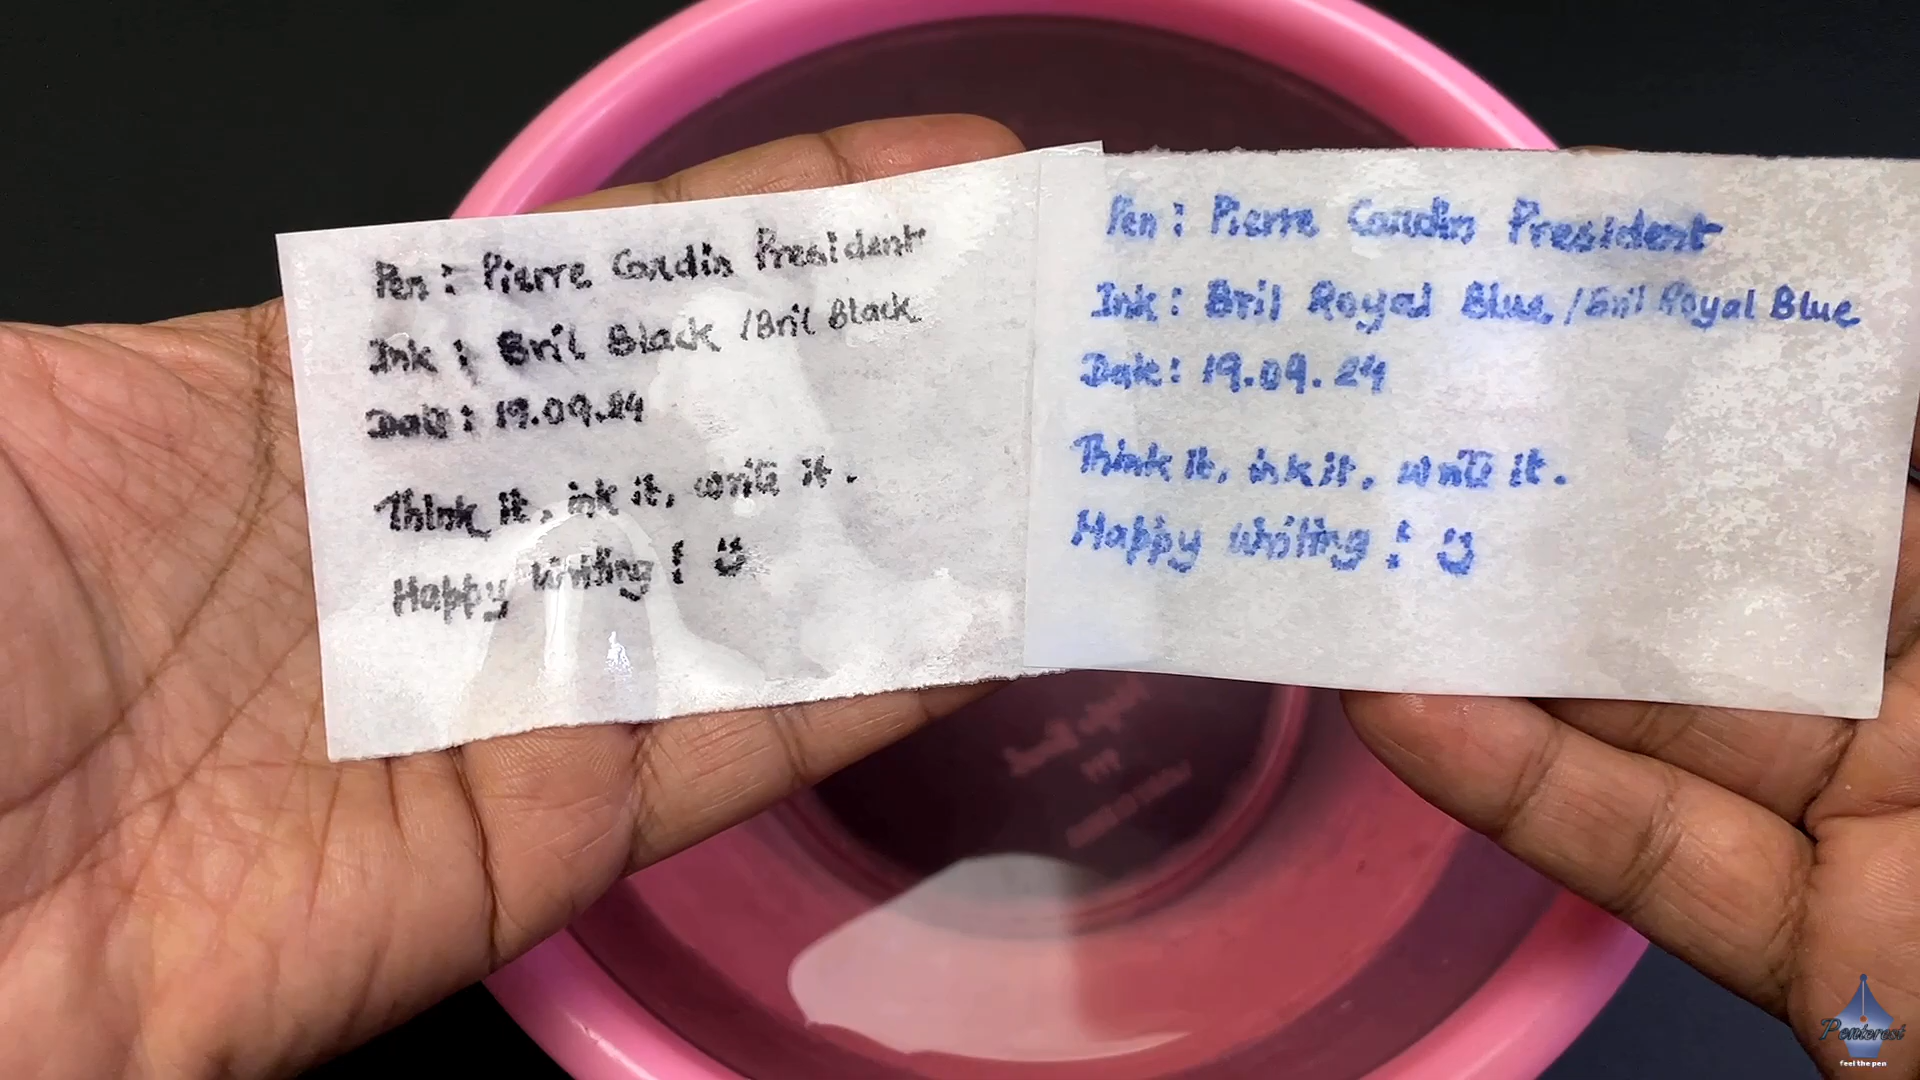 Pen : Pierre Cardin President
Ink : Bril Black / Bril Black
Date : 19.09.24
Think it, ink it, write it.
Happy writing !
Pen : Pierre Cardin President
Ink : Bril Royal Blue / Bril Royal Blue
Date : 19.09.24
Think it, ink it, write it.
Happy writing !
Penterest
feel the pen